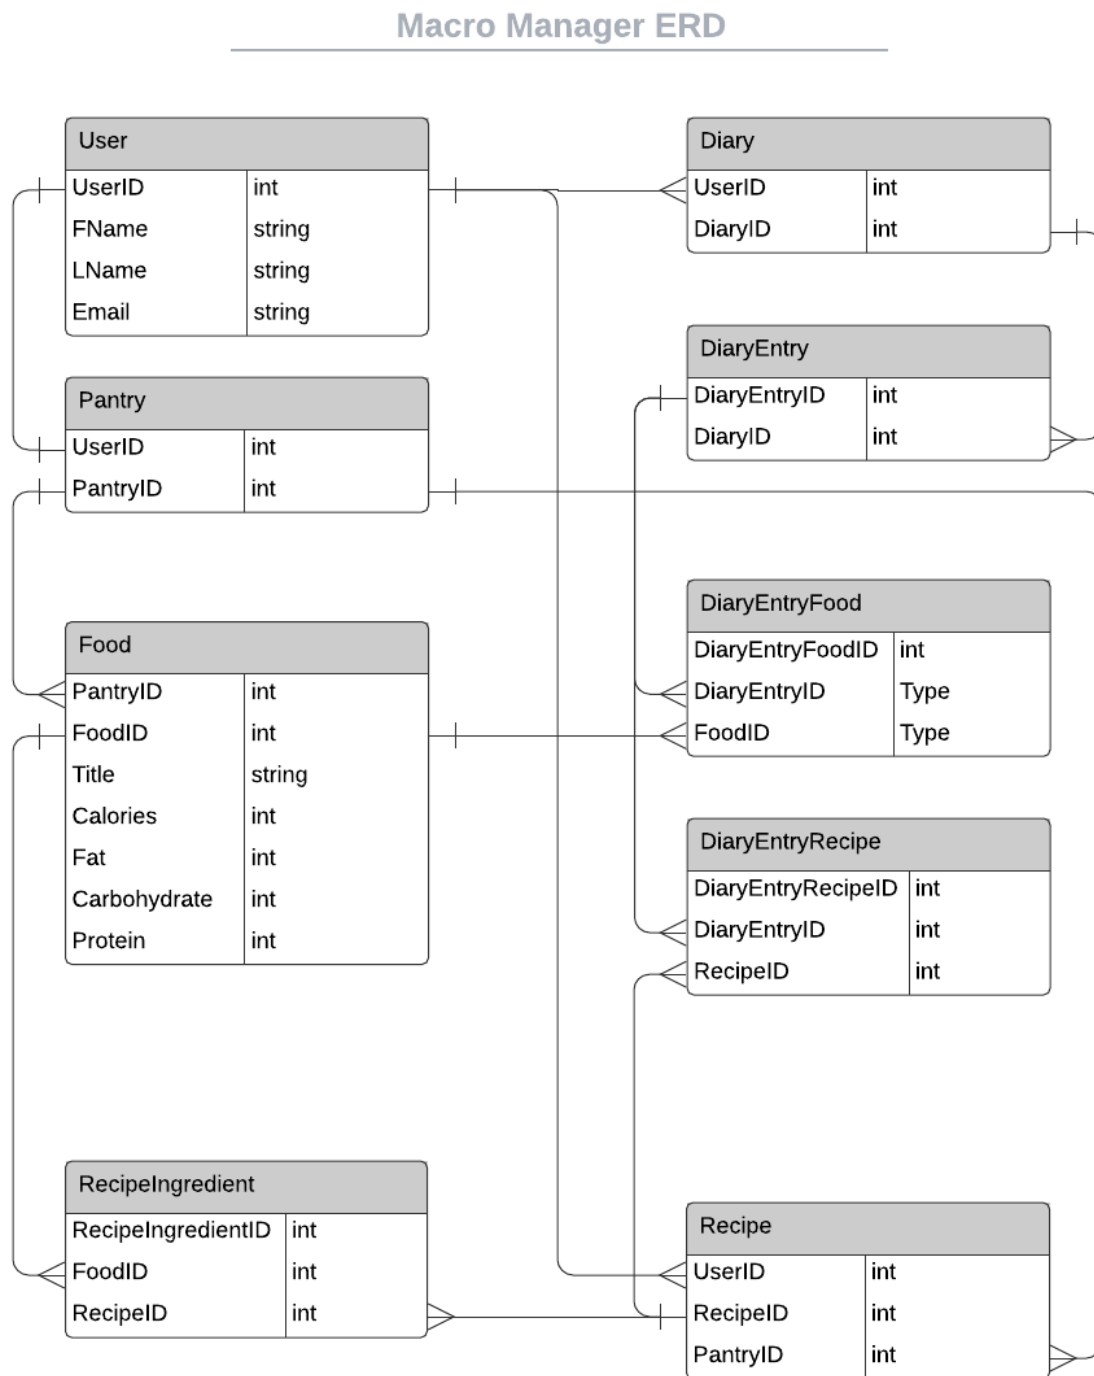 Macro Manager ERD
User
UserID int
FName string
LName string
Email string
Pantry
UserID int
PantryID int
Food
PantryID int
FoodID int
Title string
Calories int
Fat int
Carbohydrate int
Protein int
RecipeIngredient
RecipeIngredientID int
FoodID int
RecipeID int
Diary
UserID int
DiaryID int
DiaryEntry
DiaryEntryID int
DiaryID int
DiaryEntryFood
DiaryEntryFoodID int
DiaryEntryID Type
FoodID Type
DiaryEntryRecipe
DiaryEntryRecipeID int
DiaryEntryID int
RecipeID int
Recipe
UserID int
RecipeID int
PantryID int